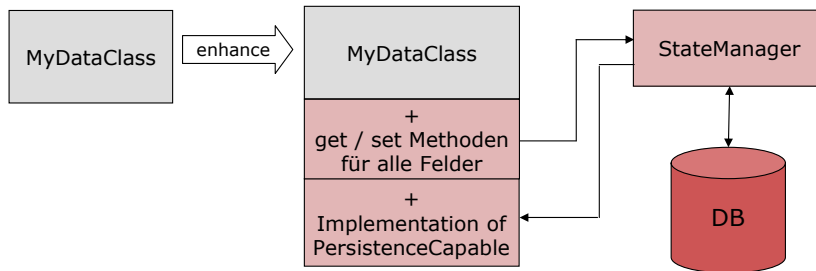 MyDataClass
enhance
MyDataClass
+
get / set Methoden
für alle Felder
+
Implementation of
PersistenceCapable
StateManager
DB